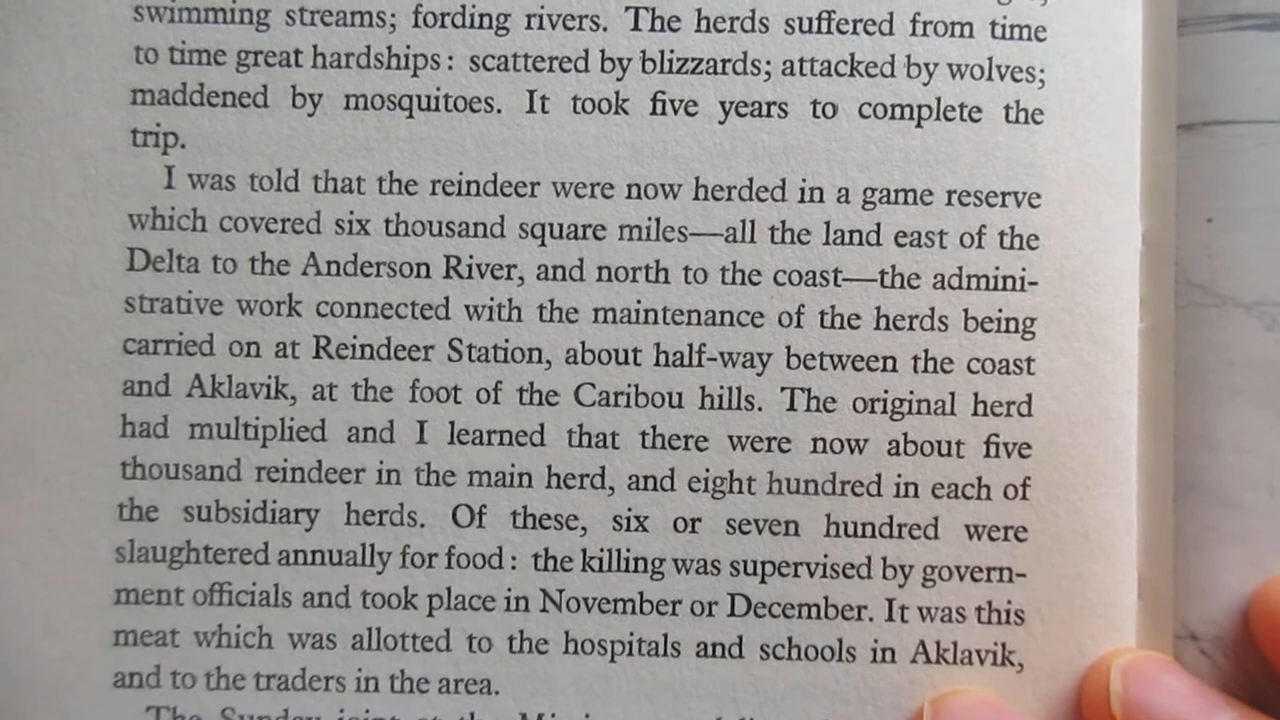 swimming streams; fording rivers. The herds suffered from time
to time great hardships: scattered by blizzards; attacked by wolves;
maddened by mosquitoes. It took five years to complete the
trip.
I was told that the reindeer were now herded in a game reserve
which covered six thousand square miles—all the land east of the
Delta to the Anderson River, and north to the coast—the admini-
strative work connected with the maintenance of the herds being
carried on at Reindeer Station, about half-way between the coast
and Aklavik, at the foot of the Caribou hills. The original herd
had multiplied and I learned that there were now about five
thousand reindeer in the main herd, and eight hundred in each of
the subsidiary herds. Of these, six or seven hundred were
slaughtered annually for food: the killing was supervised by govern-
ment officials and took place in November or December. It was this
meat which was allotted to the hospitals and schools in Aklavik,
and to the traders in the area.
The Sunday joint at the